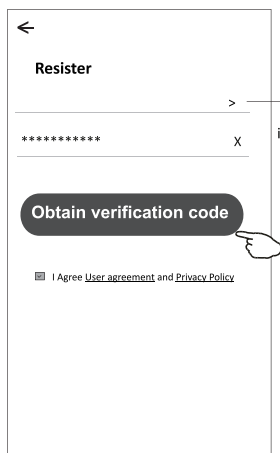 Resister
>
*********** X
Obtain verification code
I Agree User agreement and Privacy Policy
i